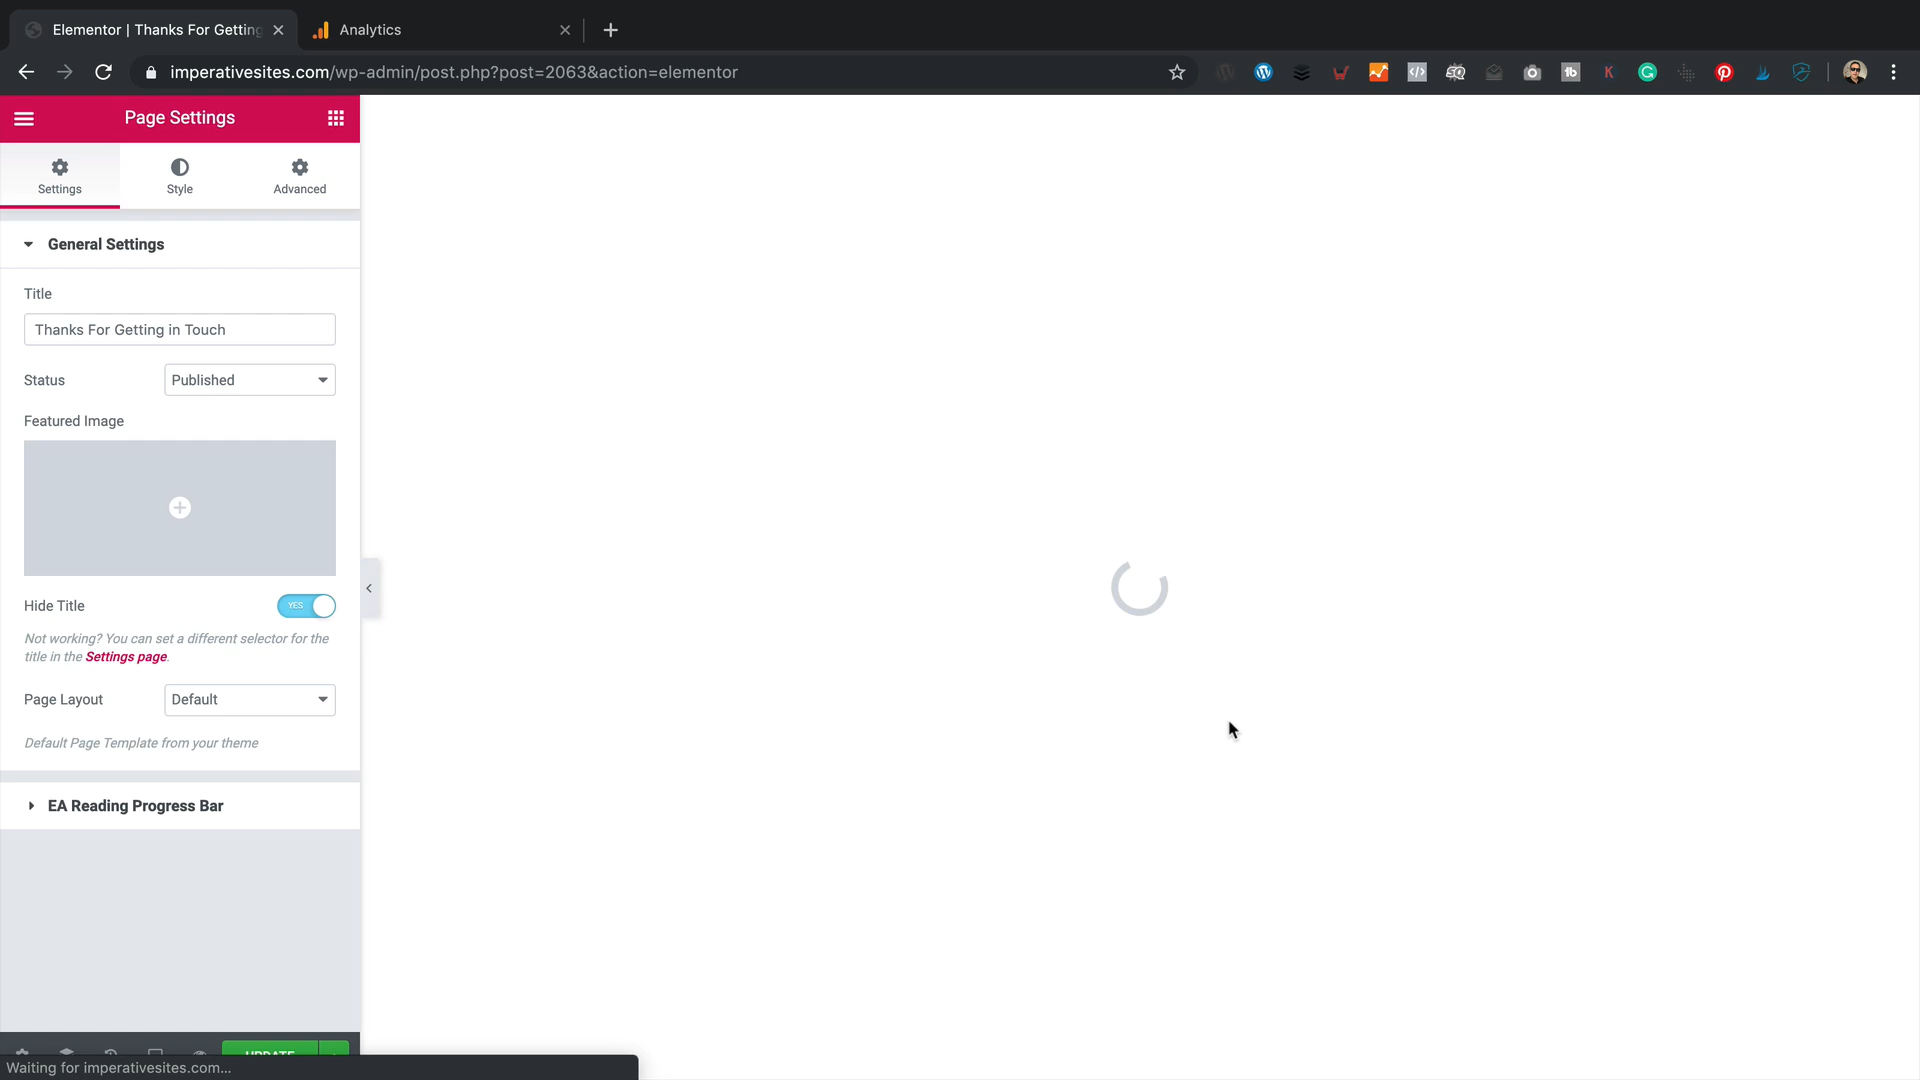 Elementor | Thanks For Getting
Analytics
imperativesites.com/wp-admin/post.php?post=2063&action=elementor
Page Settings
Settings
Style
Advanced
General Settings
Title
Thanks For Getting in Touch
Status
Published
Featured Image
Hide Title
YES
Not working? You can set a different selector for the
title in the Settings page.
Page Layout
Default
Default Page Template from your theme
EA Reading Progress Bar
UPDATE
Waiting for imperativesites.com...